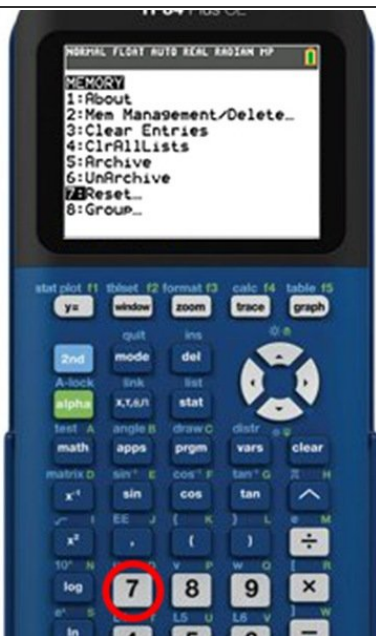 NORMAL FLOAT AUTO REAL RADIAN MP
MEMORY
1:About
2:Mem Management/Delete…
3:Clear Entries
4:ClrAllLists
5:Archive
6:UnArchive
7:Reset…
8:Group…
stat plot f1 tblset f2 format f3 calc f4 table f5
y= window zoom trace graph
quit ins
2nd mode del
A-lock link list
alpha X,T,θ,n stat
test A angle B draw C distr
math apps prgm vars clear
matrix D sin⁻¹ E cos⁻¹ F tan⁻¹ G π H
x⁻¹ sin cos tan ^
√ I EE J { K } L e M
x² , ( ) ÷
10ˣ N v P w Q [ R
log 7 8 9 ×
eˣ S L5 U L6 V ] W
ln